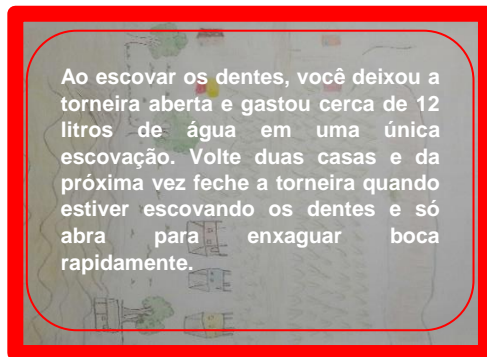 Ao escovar os dentes, você deixou a
torneira aberta e gastou cerca de 12
litros de água em uma única
escovação. Volte duas casas e da
próxima vez feche a torneira quando
estiver escovando os dentes e só
abra para enxaguar boca
rapidamente.